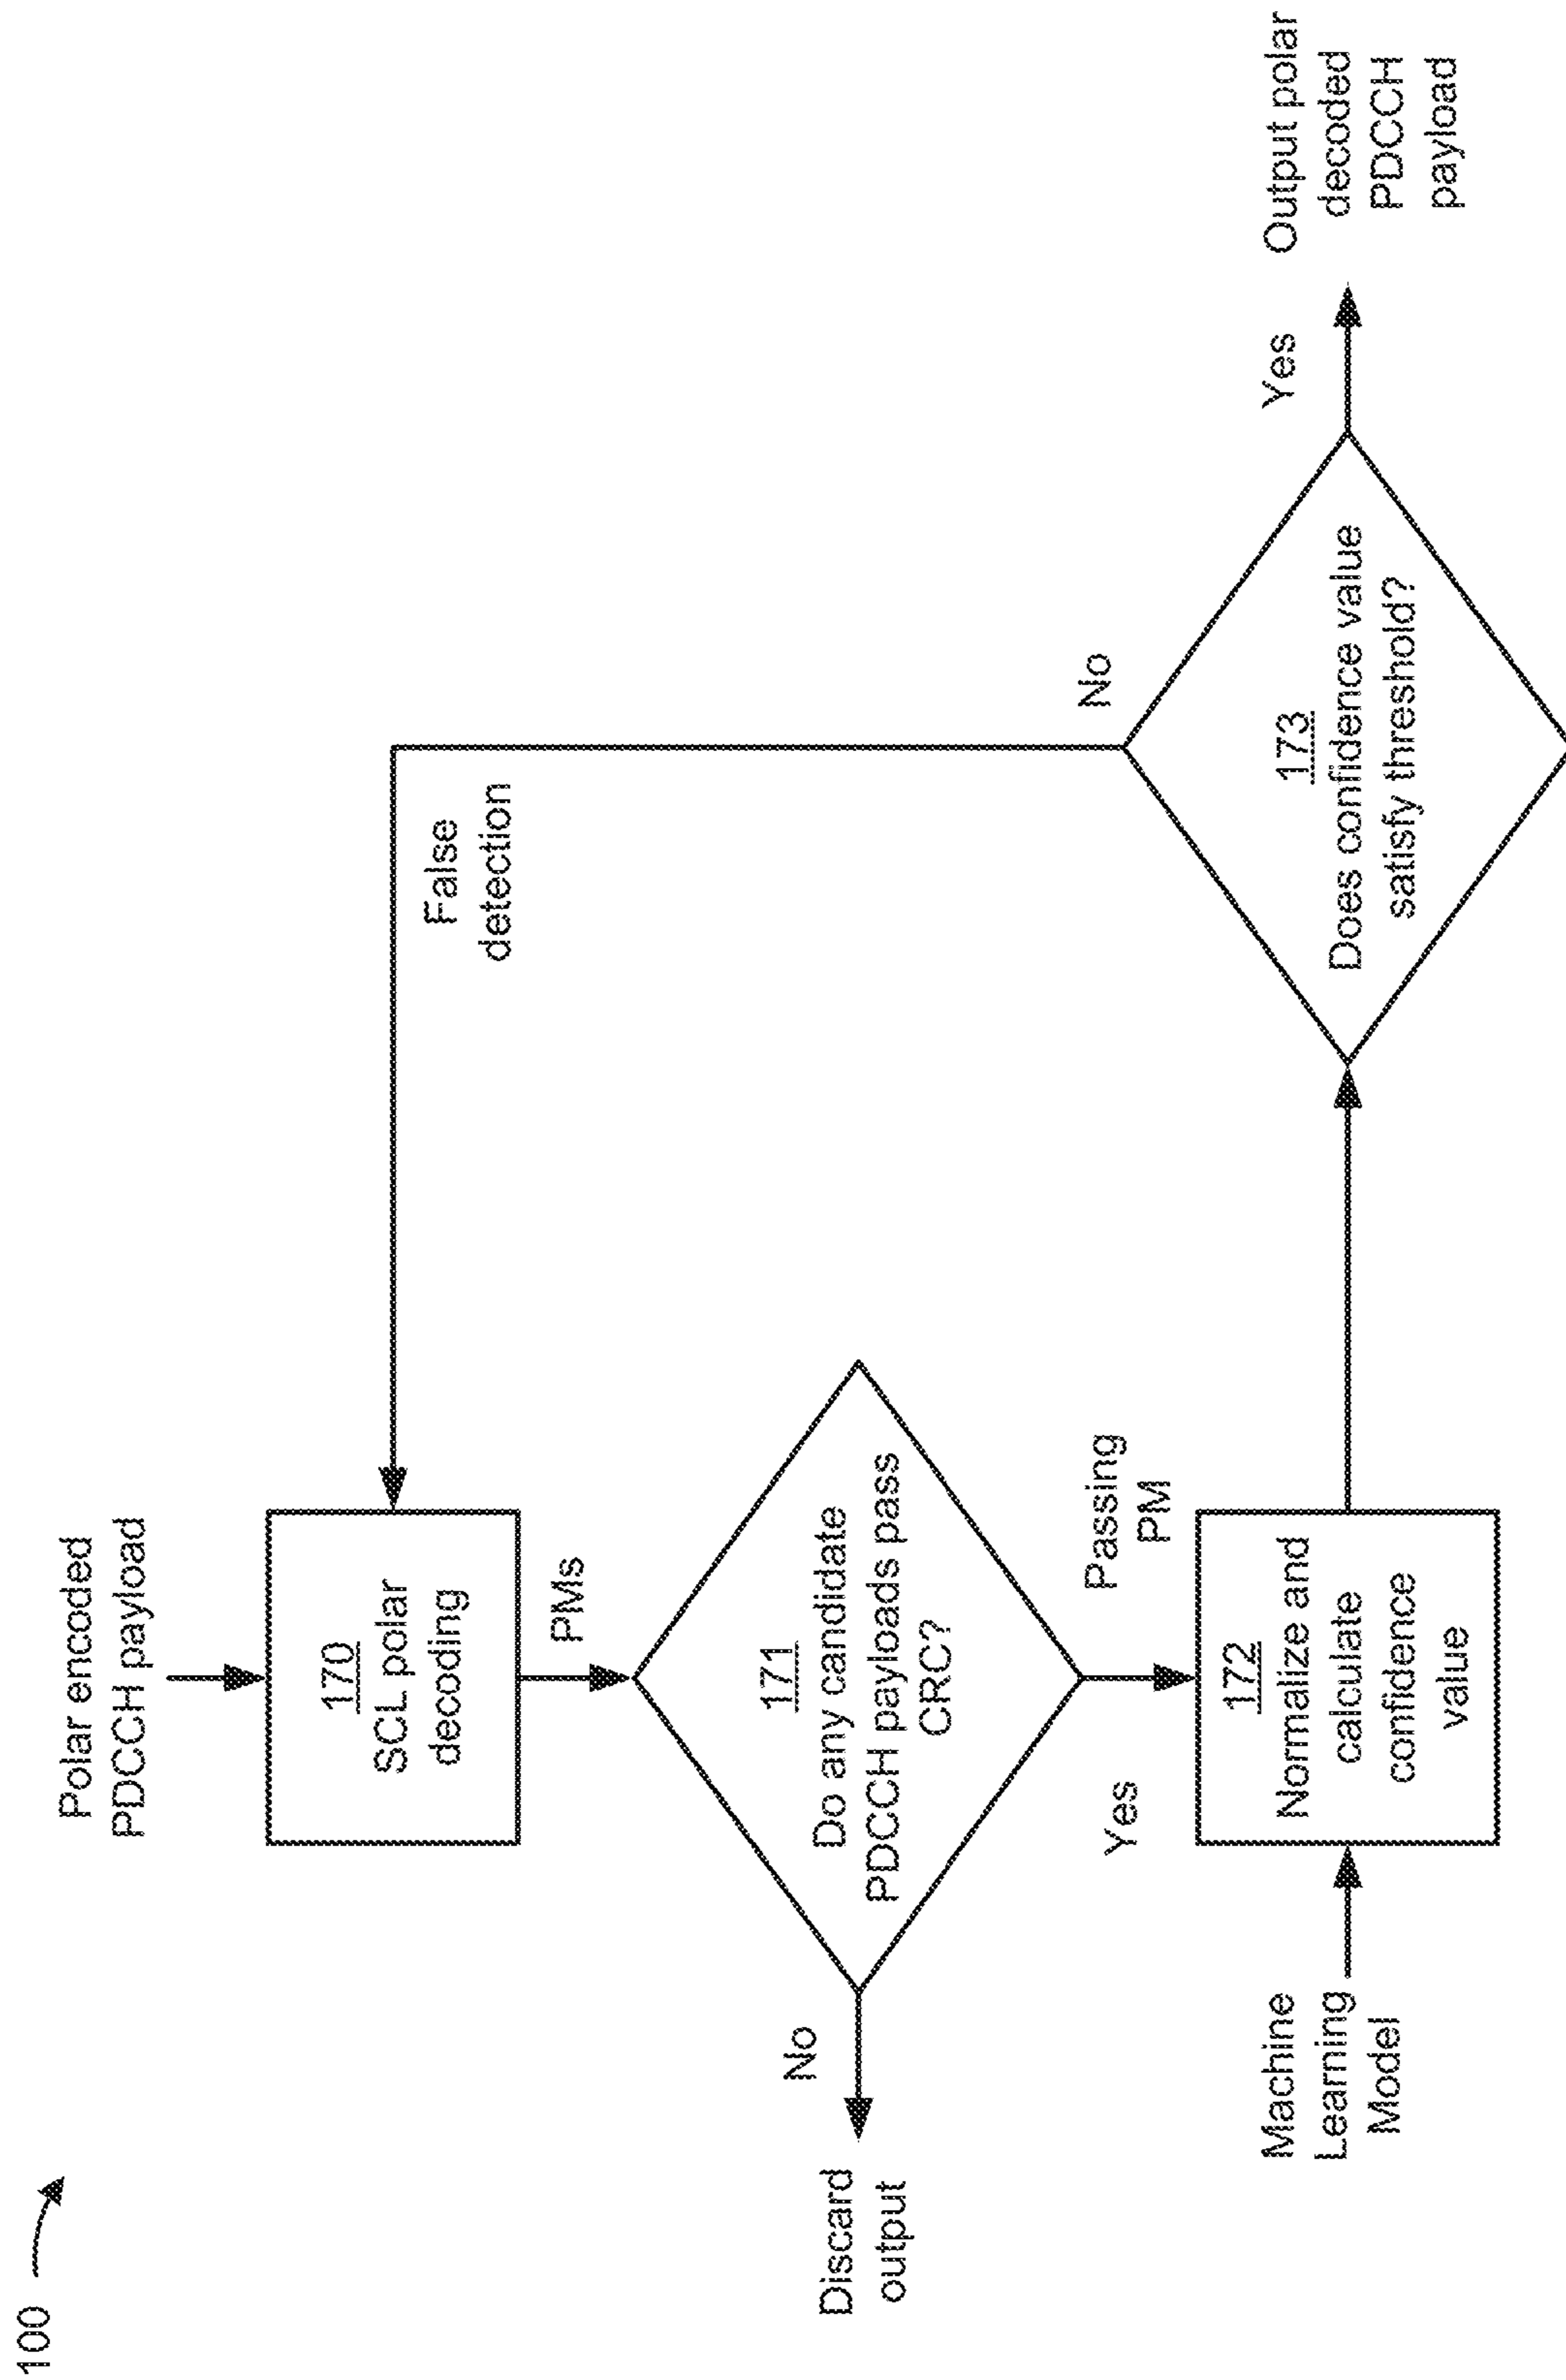 100
Polar encoded
PDCCH payload
170
SCL polar
decoding
False
detection
PMs
171
Do any candidate
PDCCH payloads pass
CRC?
No
Discard
output
Yes
Passing
PM
Machine
Learning
Model
172
Normalize and
calculate
confidence
value
No
173
Does confidence value
satisfy threshold?
Yes
Output polar
decoded
PDCCH
payload